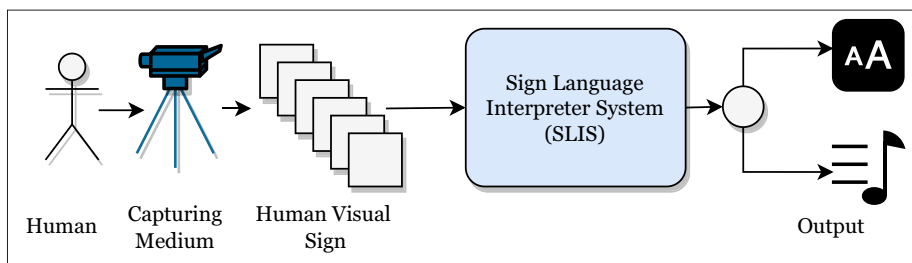 Human
Capturing
Medium
Human Visual
Sign
Sign Language
Interpreter System
(SLIS)
AA
Output